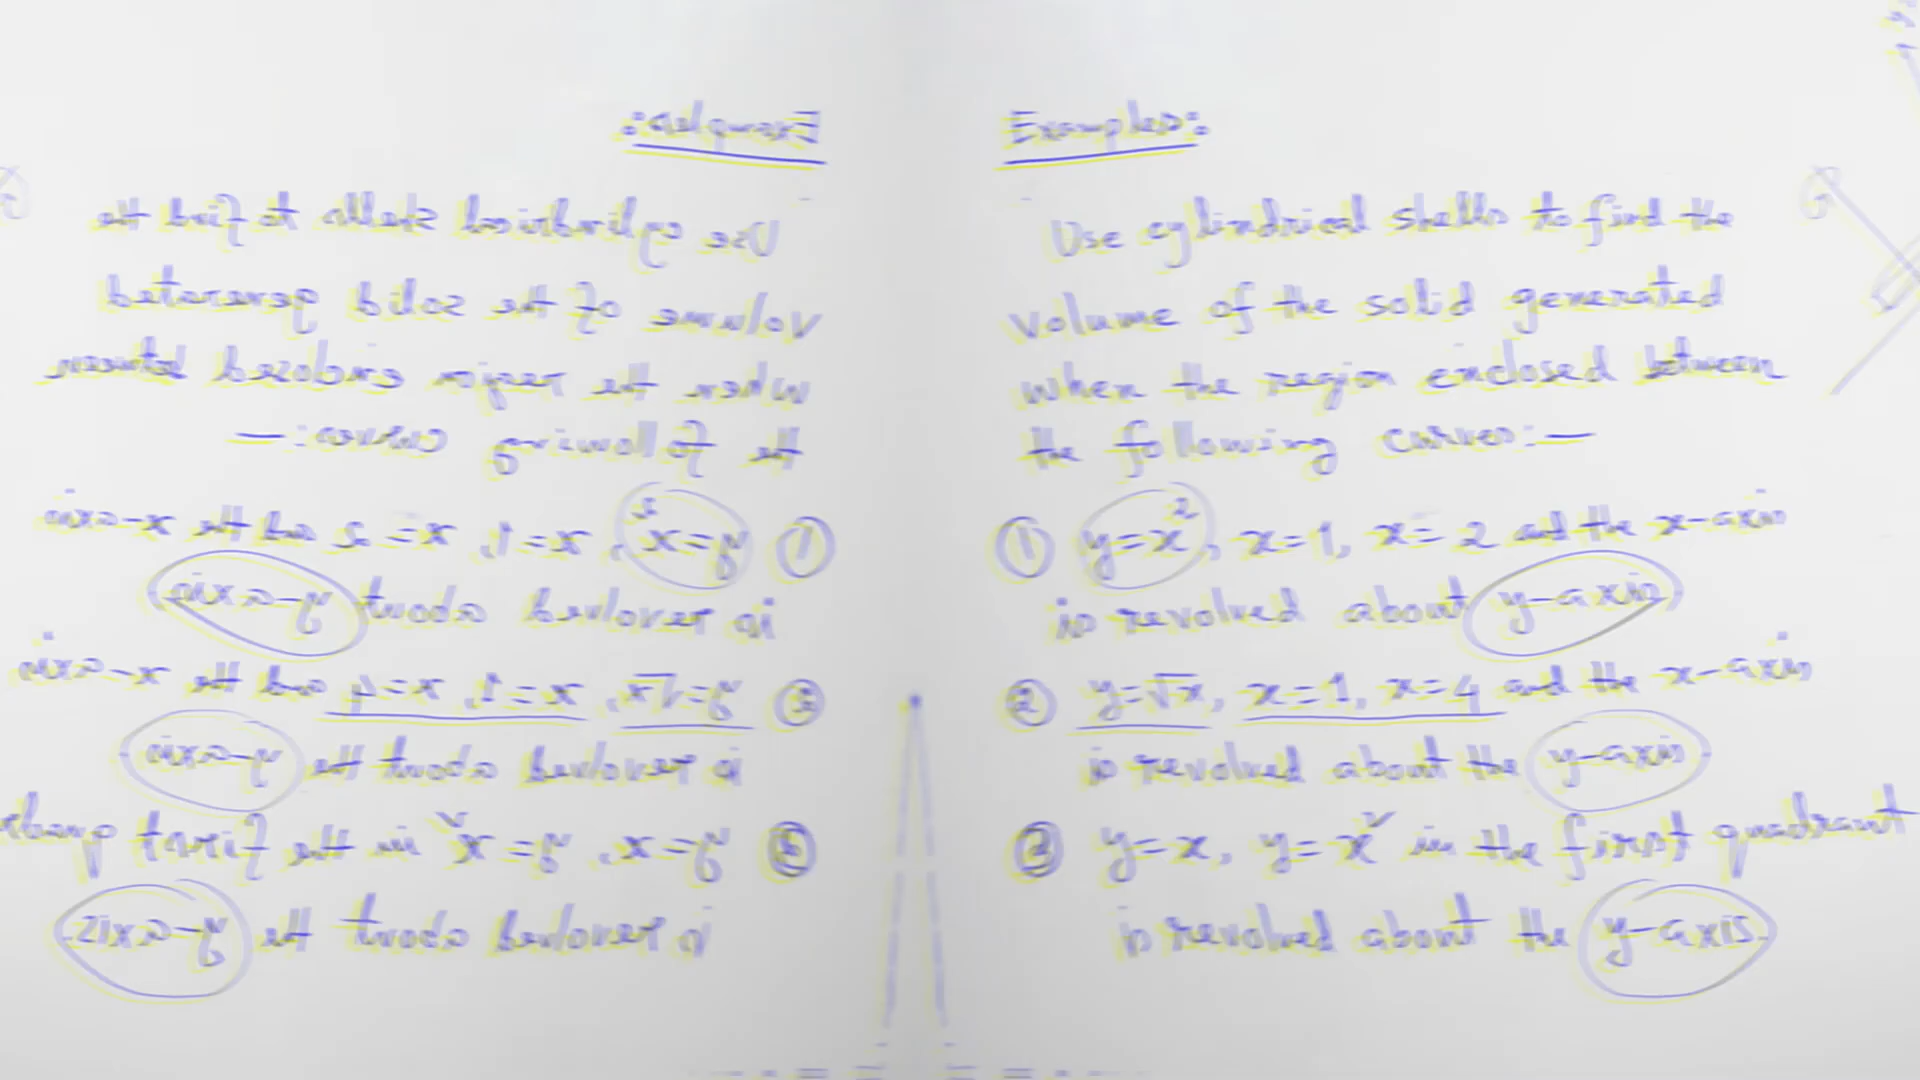 Examples:
Use cylindrical shells to find the
volume of the solid generated
when the region enclosed between
the following curves:—
① y=x², x=1, x=2 and the x-axis
is revolved about y-axis
② y=√x, x=1, x=4 and the x-axis
is revolved about the y-axis
③ y=x, y=x² in the first quadrant
is revolved about the y-axis